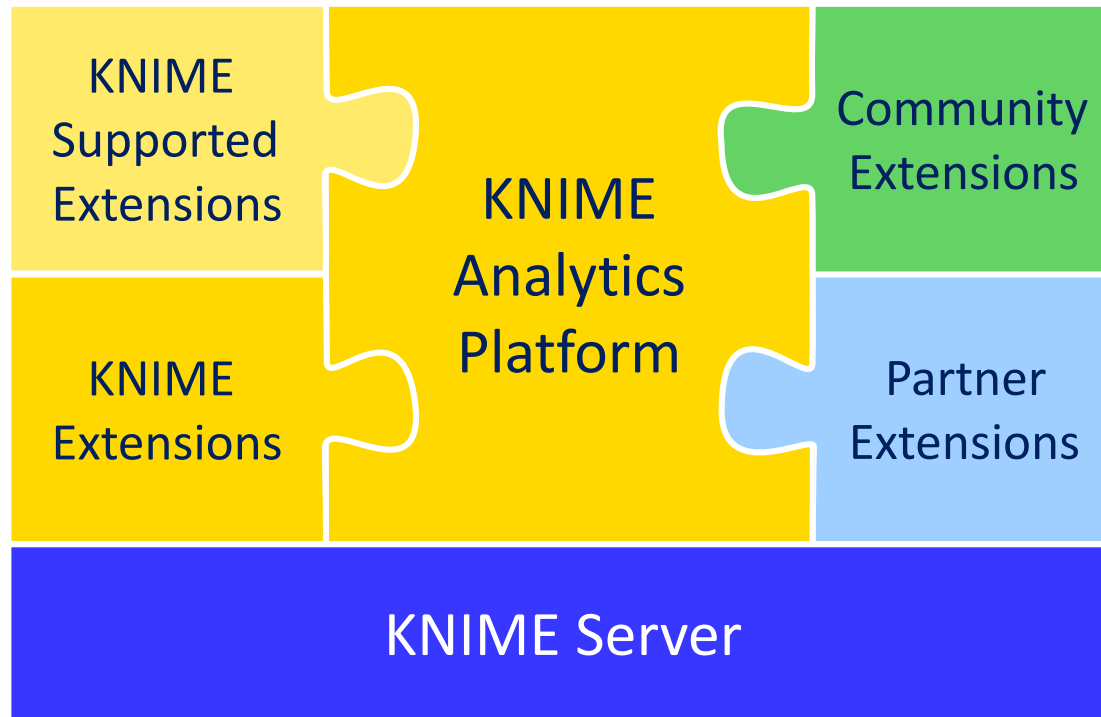 KNIME
Supported
Extensions
KNIME
Analytics
Platform
Community
Extensions
KNIME
Extensions
Partner
Extensions
KNIME Server